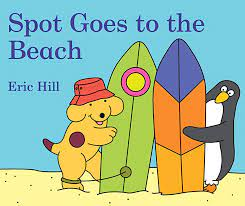 Spot Goes to the
Beach
Eric Hill